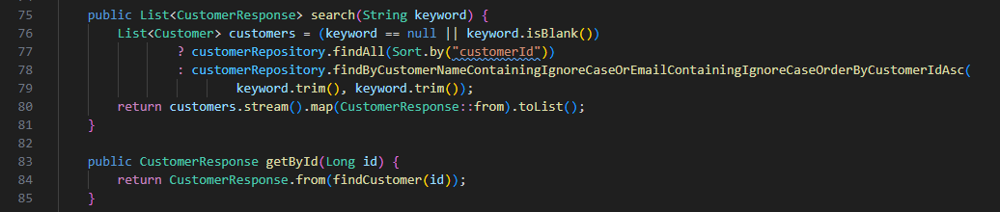 75 public List<CustomerResponse> search(String keyword) {
76 List<Customer> customers = (keyword == null || keyword.isBlank())
77 ? customerRepository.findAll(Sort.by("customerId"))
78 : customerRepository.findByCustomerNameContainingIgnoreCaseOrEmailContainingIgnoreCaseOrderByCustomerIdAsc(
79 keyword.trim(), keyword.trim());
80 return customers.stream().map(CustomerResponse::from).toList();
81 }
82
83 public CustomerResponse getById(Long id) {
84 return CustomerResponse.from(findCustomer(id));
85 }